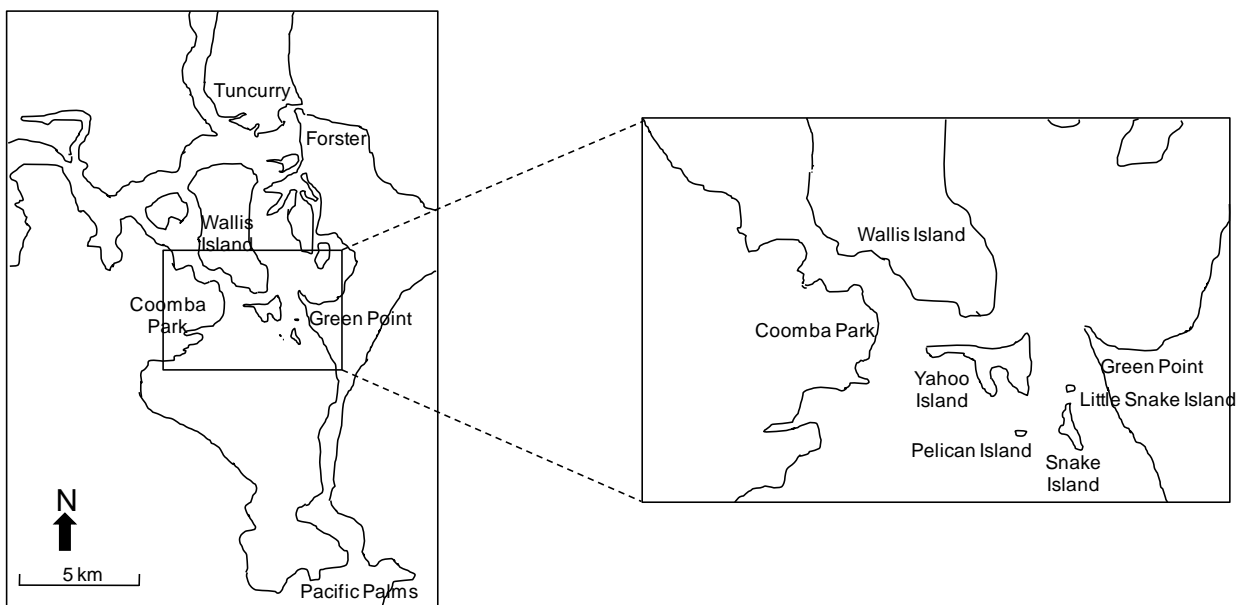 Tuncurry
Forster
Wallis
Island
Coomba
Park
Green Point
N
5 km
Pacific Palms
Wallis Island
Coomba Park
Green Point
Yahoo
Island
Little Snake Island
Pelican Island
Snake
Island